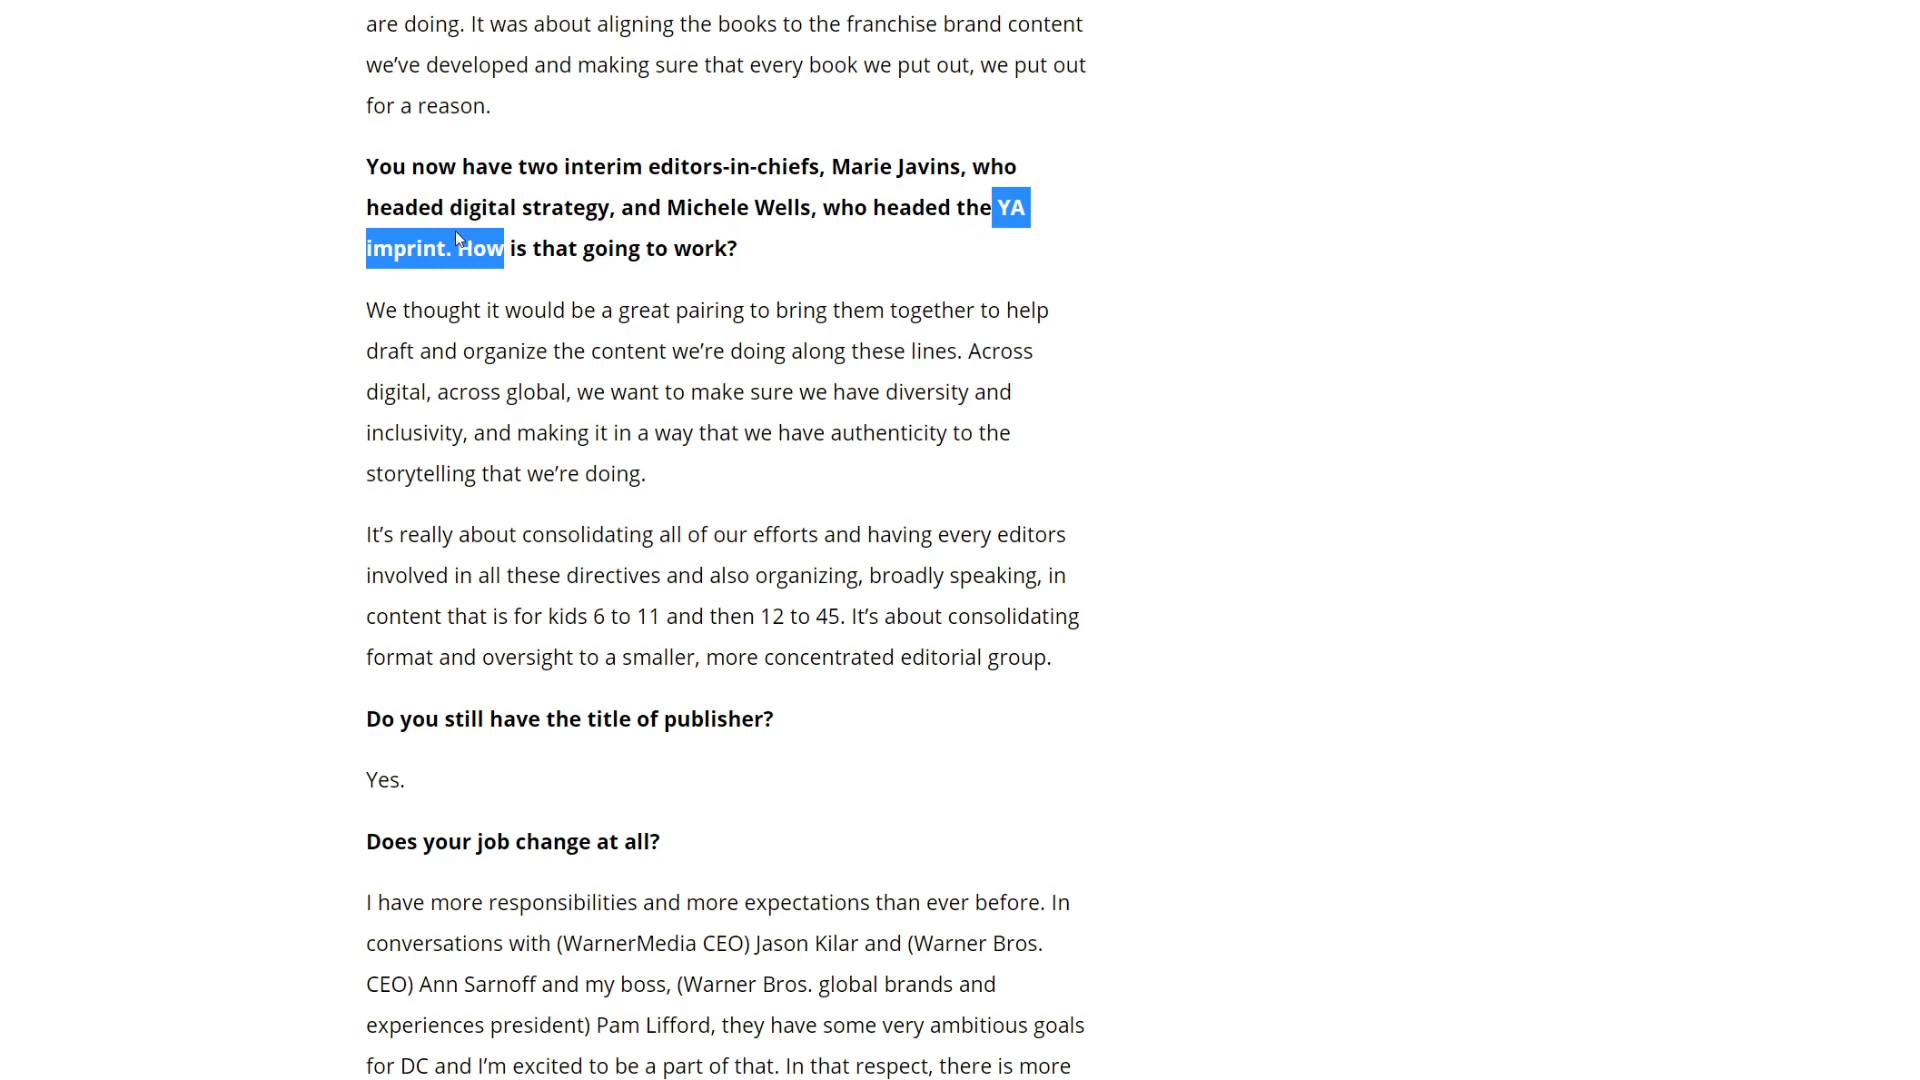 are doing. It was about aligning the books to the franchise brand content
we’ve developed and making sure that every book we put out, we put out
for a reason.
You now have two interim editors-in-chiefs, Marie Javins, who
headed digital strategy, and Michele Wells, who headed the YA
imprint. How is that going to work?
We thought it would be a great pairing to bring them together to help
draft and organize the content we’re doing along these lines. Across
digital, across global, we want to make sure we have diversity and
inclusivity, and making it in a way that we have authenticity to the
storytelling that we’re doing.
It’s really about consolidating all of our efforts and having every editors
involved in all these directives and also organizing, broadly speaking, in
content that is for kids 6 to 11 and then 12 to 45. It’s about consolidating
format and oversight to a smaller, more concentrated editorial group.
Do you still have the title of publisher?
Yes.
Does your job change at all?
I have more responsibilities and more expectations than ever before. In
conversations with (WarnerMedia CEO) Jason Kilar and (Warner Bros.
CEO) Ann Sarnoff and my boss, (Warner Bros. global brands and
experiences president) Pam Lifford, they have some very ambitious goals
for DC and I’m excited to be a part of that. In that respect, there is more